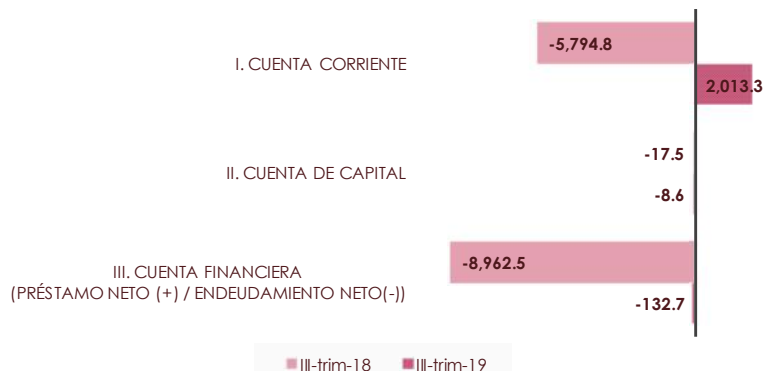 -5,794.8
I. CUENTA CORRIENTE
2,013.3
-17.5
II. CUENTA DE CAPITAL
-8.6
-8,962.5
III. CUENTA FINANCIERA
(PRÉSTAMO NETO (+) / ENDEUDAMIENTO NETO(-))
-132.7
III-trim-18 III-trim-19